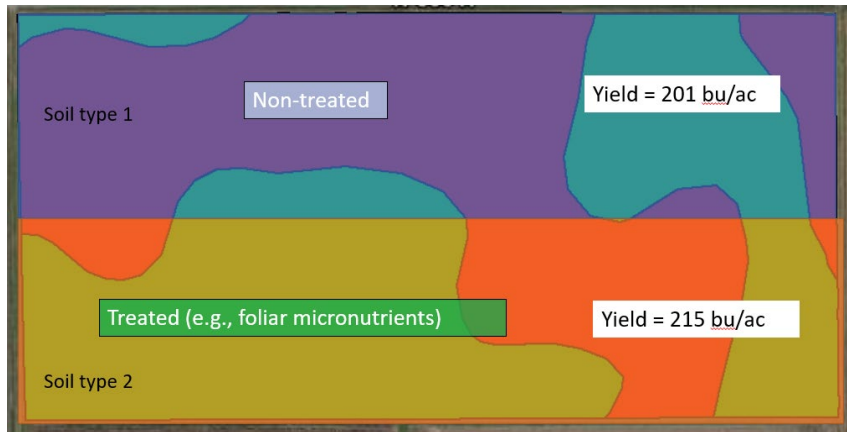 Non-treated
Yield = 201 bu/ac
Soil type 1
Treated (e.g., foliar micronutrients)
Yield = 215 bu/ac
Soil type 2